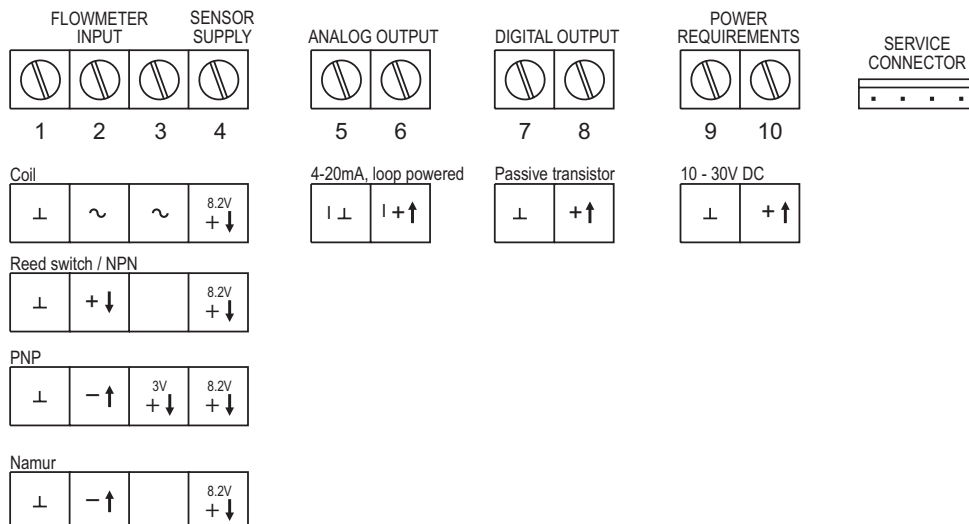 FLOWMETER INPUT
SENSOR SUPPLY
ANALOG OUTPUT
DIGITAL OUTPUT
POWER REQUIREMENTS
SERVICE CONNECTOR
1 2 3 4 5 6 7 8 9 10
Coil
⊥ ~ ~ 8.2V + ↓
4-20mA, loop powered
I ⊥ I + ↑
Passive transistor
⊥ + ↑
10 - 30V DC
⊥ + ↑
Reed switch / NPN
⊥ + ↓ 8.2V + ↓
PNP
⊥ − ↑ 3V + ↓ 8.2V + ↓
Namur
⊥ − ↑ 8.2V + ↓